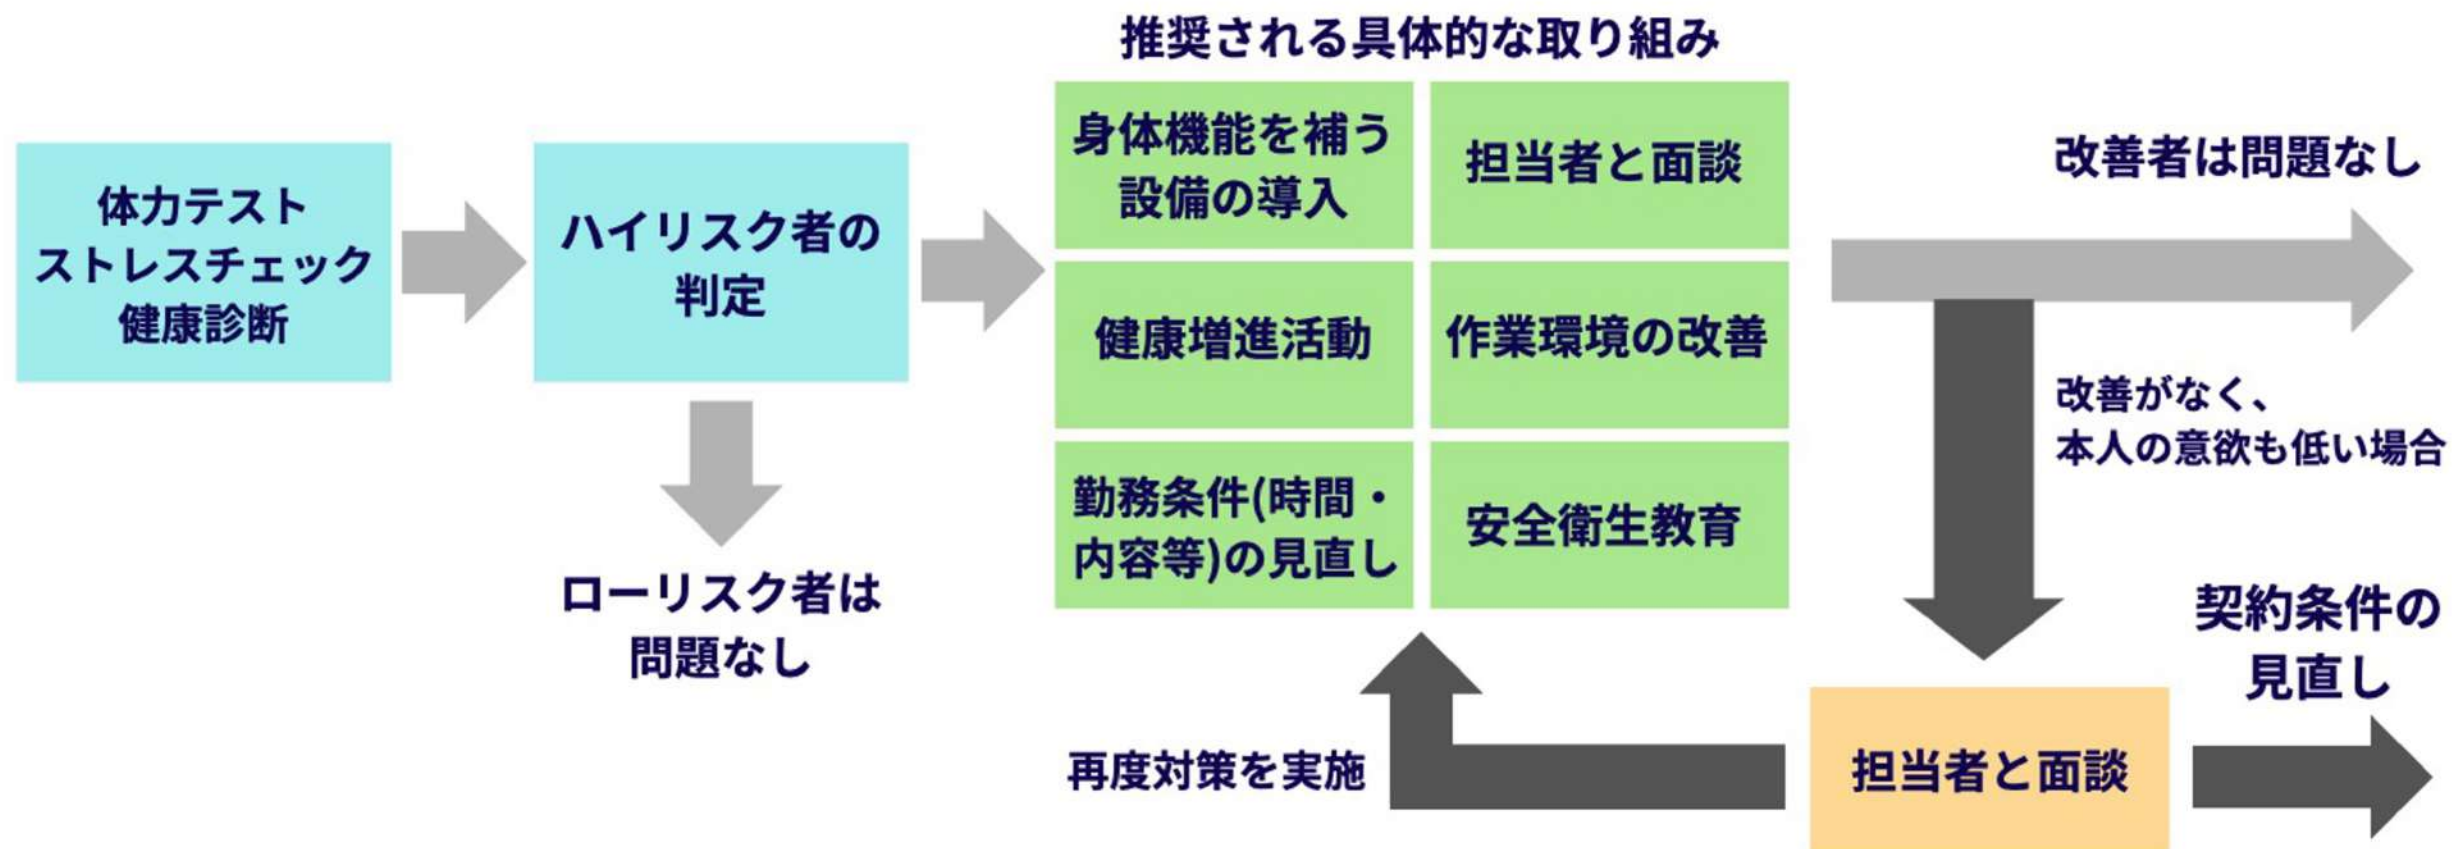 推奨される具体的な取り組み
体力テスト
ストレスチェック
健康診断
ハイリスク者の
判定
ローリスク者は
問題なし
身体機能を補う
設備の導入
担当者と面談
健康増進活動
作業環境の改善
勤務条件(時間・
内容等)の見直し
安全衛生教育
改善者は問題なし
改善がなく、
本人の意欲も低い場合
担当者と面談
再度対策を実施
契約条件の
見直し